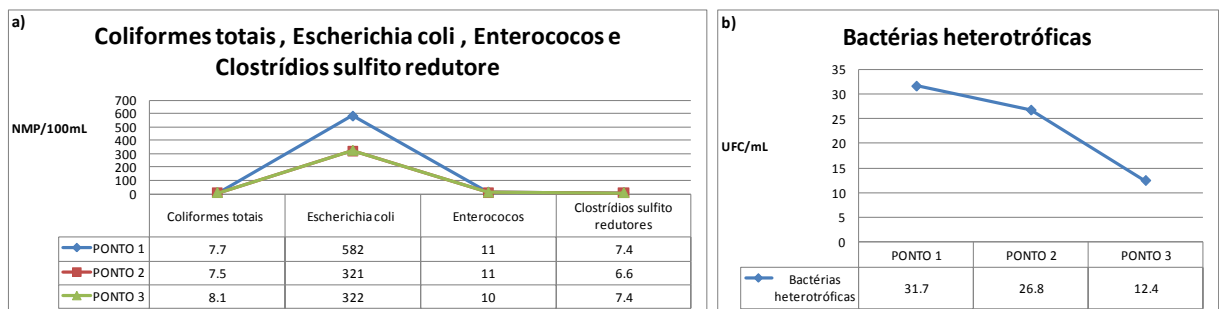 a)
Coliformes totais , Escherichia coli , Enterococos e
Clostrídios sulfito redutore
NMP/100mL
700
600
500
400
300
200
100
0
Coliformes totais Escherichia coli Enterococos Clostrídios sulfito
redutores
PONTO 1 7.7 582 11 7.4
PONTO 2 7.5 321 11 6.6
PONTO 3 8.1 322 10 7.4
b)
Bactérias heterotróficas
UFC/mL
35
30
25
20
15
10
5
0
PONTO 1 PONTO 2 PONTO 3
Bactérias
heterotróficas 31.7 26.8 12.4